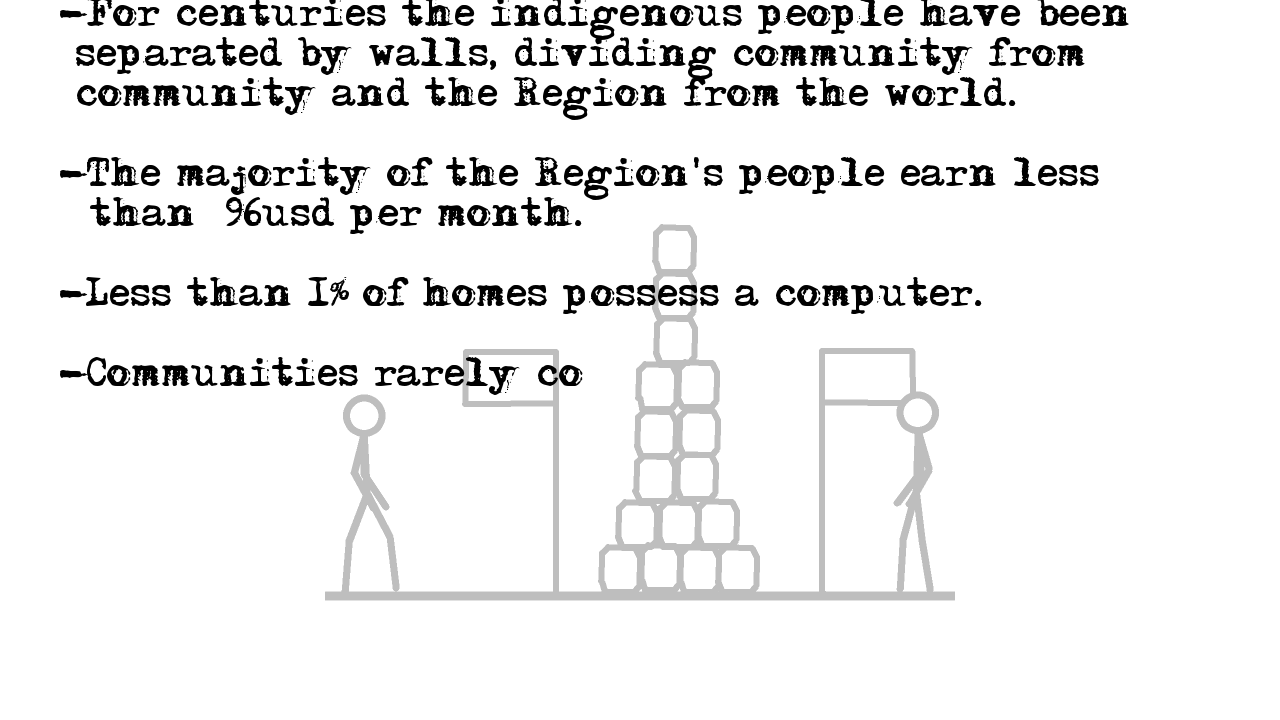 -For centuries the indigenous people have been
separated by walls, dividing community from
community and the Region from the world.
-The majority of the Region's people earn less
than 96usd per month.
-Less than 1% of homes possess a computer.
-Communities rarely co